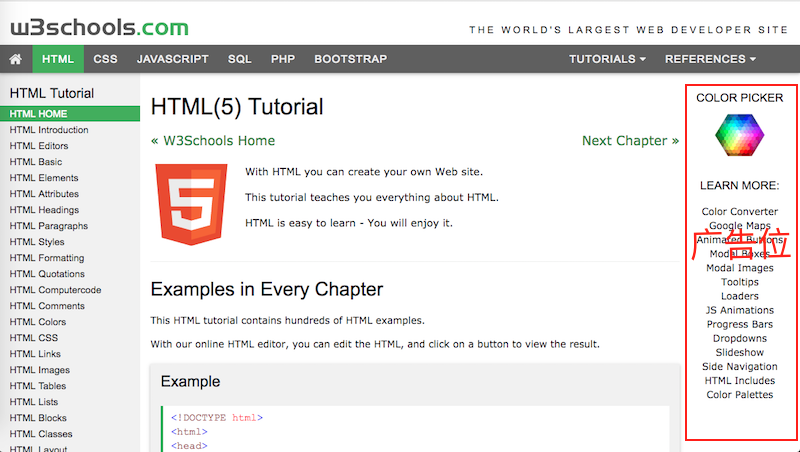 w3schools.com
THE WORLD'S LARGEST WEB DEVELOPER SITE
HTML CSS JAVASCRIPT SQL PHP BOOTSTRAP TUTORIALS REFERENCES
HTML Tutorial
HTML HOME
HTML Introduction
HTML Editors
HTML Basic
HTML Elements
HTML Attributes
HTML Headings
HTML Paragraphs
HTML Styles
HTML Formatting
HTML Quotations
HTML Computercode
HTML Comments
HTML Colors
HTML CSS
HTML Links
HTML Images
HTML Tables
HTML Lists
HTML Blocks
HTML Classes
HTML Layout
HTML(5) Tutorial
« W3Schools Home
Next Chapter »
5
With HTML you can create your own Web site.
This tutorial teaches you everything about HTML.
HTML is easy to learn - You will enjoy it.
Examples in Every Chapter
This HTML tutorial contains hundreds of HTML examples.
With our online HTML editor, you can edit the HTML, and click on a button to view the result.
Example
<!DOCTYPE html>
<html>
<head>
COLOR PICKER
LEARN MORE:
Color Converter
Google Maps
Animated Buttons
广告位
Modal Boxes
Modal Images
Tooltips
Loaders
JS Animations
Progress Bars
Dropdowns
Slideshow
Side Navigation
HTML Includes
Color Palettes